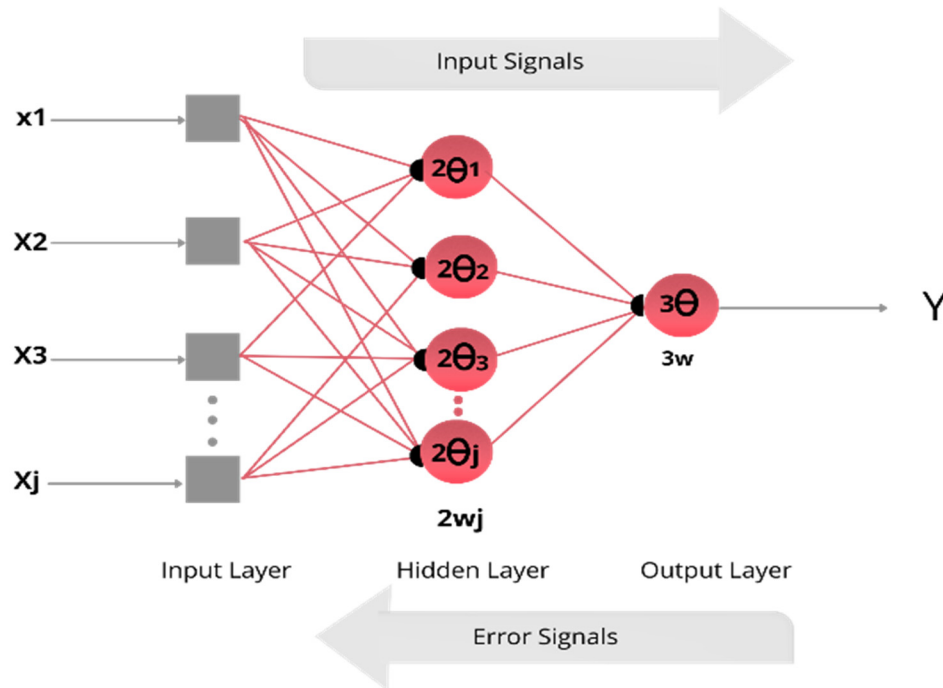 Input Signals
x1
X2
X3
Xj
2θ1
2θ2
2θ3
2θj
2wj
3θ
3w
Y
Input Layer
Hidden Layer
Output Layer
Error Signals